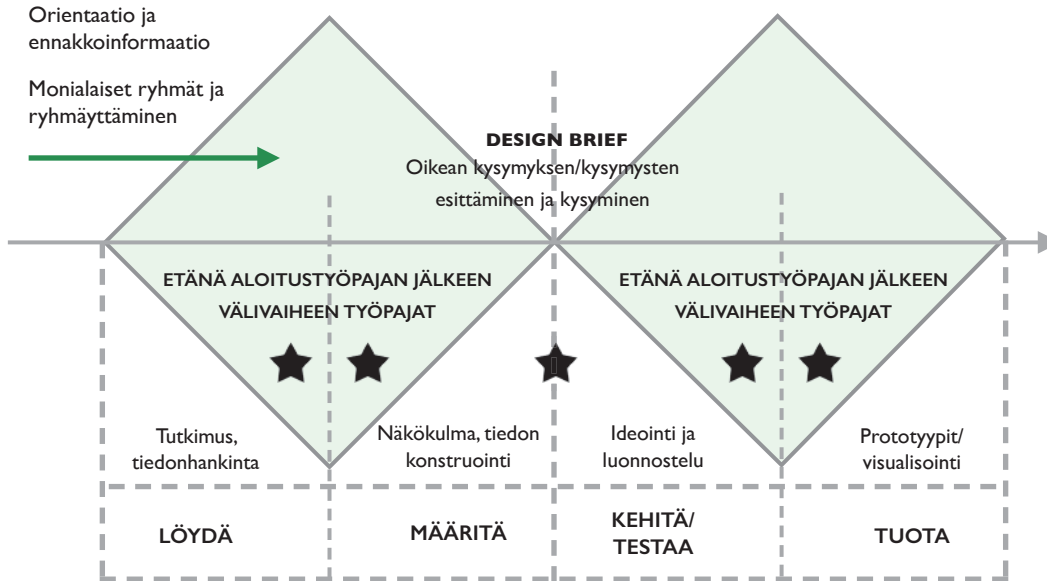 Orientaatio ja
ennakkoinformaatio
Monialaiset ryhmät ja
ryhmäyttäminen
DESIGN BRIEF
Oikean kysymyksen/kysymysten
esittäminen ja kysyminen
ETÄNÄ ALOITUSTYÖPAJAN JÄLKEEN
VÄLIVAIHEEN TYÖPAJAT
ETÄNÄ ALOITUSTYÖPAJAN JÄLKEEN
VÄLIVAIHEEN TYÖPAJAT
Tutkimus,
tiedonhankinta
Näkökulma, tiedon
konstruointi
Ideointi ja
luonnostelu
Prototyypit/
visualisointi
LÖYDÄ
MÄÄRITÄ
KEHITÄ/
TESTAA
TUOTA